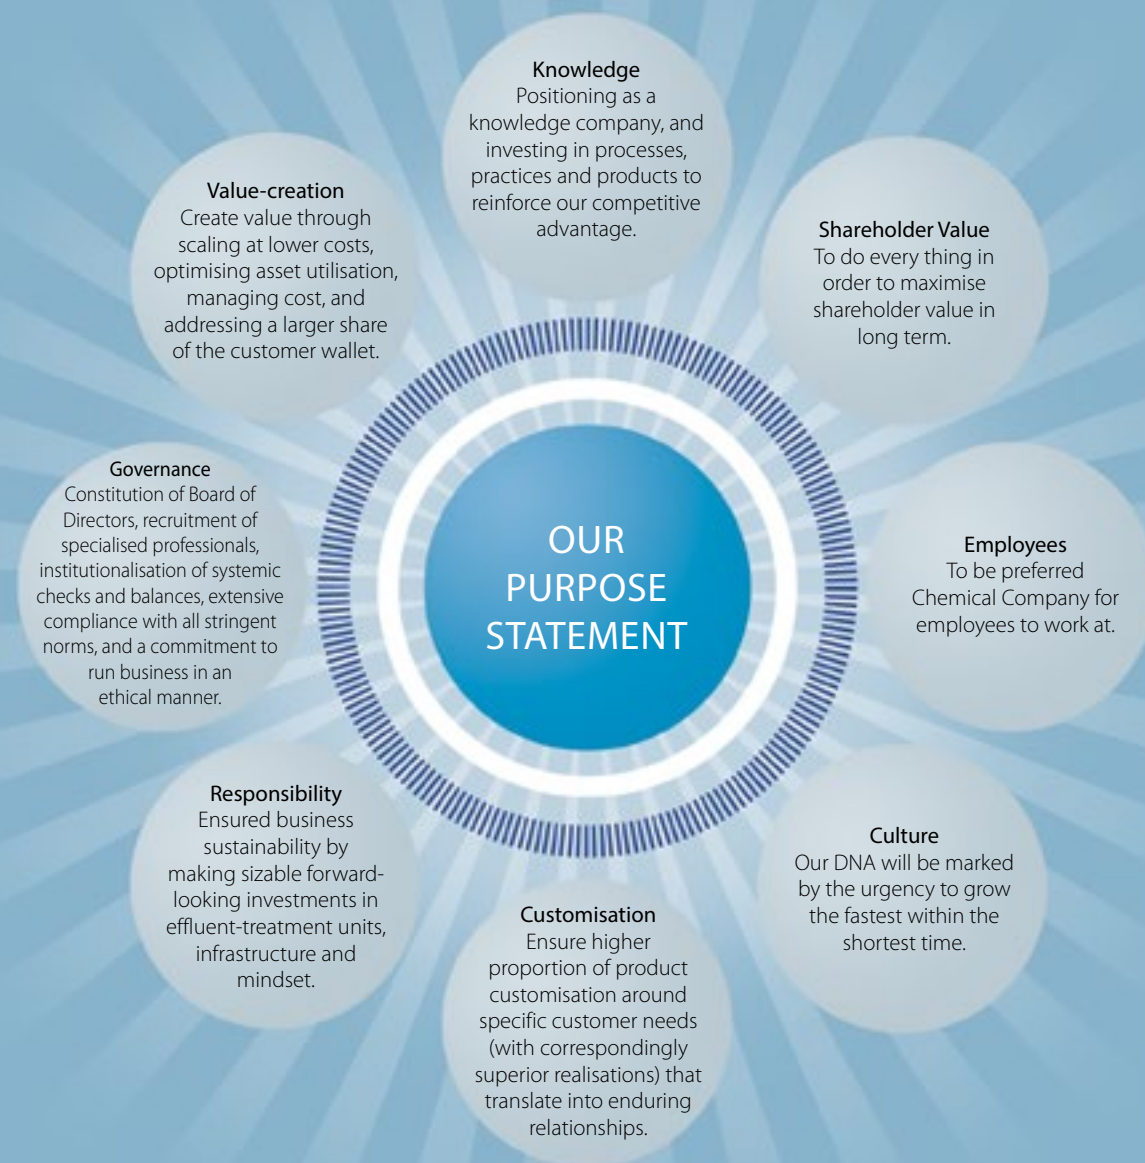 Knowledge
Positioning as a
knowledge company, and
investing in processes,
practices and products to
reinforce our competitive
advantage.
Shareholder Value
To do every thing in
order to maximise
shareholder value in
long term.
Employees
To be preferred
Chemical Company for
employees to work at.
Culture
Our DNA will be marked
by the urgency to grow
the fastest within the
shortest time.
Customisation
Ensure higher
proportion of product
customisation around
specific customer needs
(with correspondingly
superior realisations) that
translate into enduring
relationships.
Responsibility
Ensured business
sustainability by
making sizable forward-
looking investments in
effluent-treatment units,
infrastructure and
mindset.
Governance
Constitution of Board of
Directors, recruitment of
specialised professionals,
institutionalisation of systemic
checks and balances, extensive
compliance with all stringent
norms, and a commitment to
run business in an
ethical manner.
Value-creation
Create value through
scaling at lower costs,
optimising asset utilisation,
managing cost, and
addressing a larger share
of the customer wallet.
OUR
PURPOSE
STATEMENT